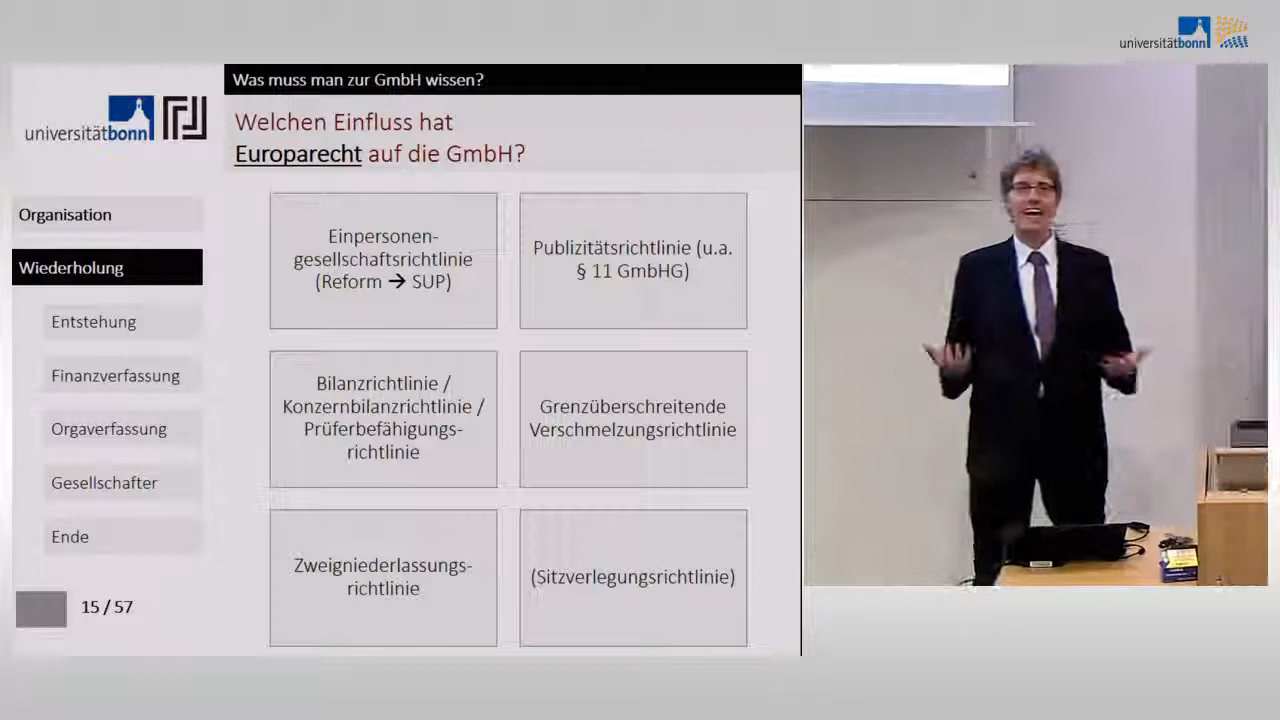 universitätbonn
Was muss man zur GmbH wissen?
universitätbonn
Welchen Einfluss hat
Europarecht auf die GmbH?
Organisation
Wiederholung
Entstehung
Finanzverfassung
Orgaverfassung
Gesellschafter
Ende
15 / 57
Einpersonen-
gesellschaftsrichtlinie
(Reform → SUP)
Publizitätsrichtlinie (u.a.
§ 11 GmbHG)
Bilanzrichtlinie /
Konzernbilanzrichtlinie /
Prüferbefähigungs-
richtlinie
Grenzüberschreitende
Verschmelzungsrichtlinie
Zweigniederlassungs-
richtlinie
(Sitzverlegungsrichtlinie)